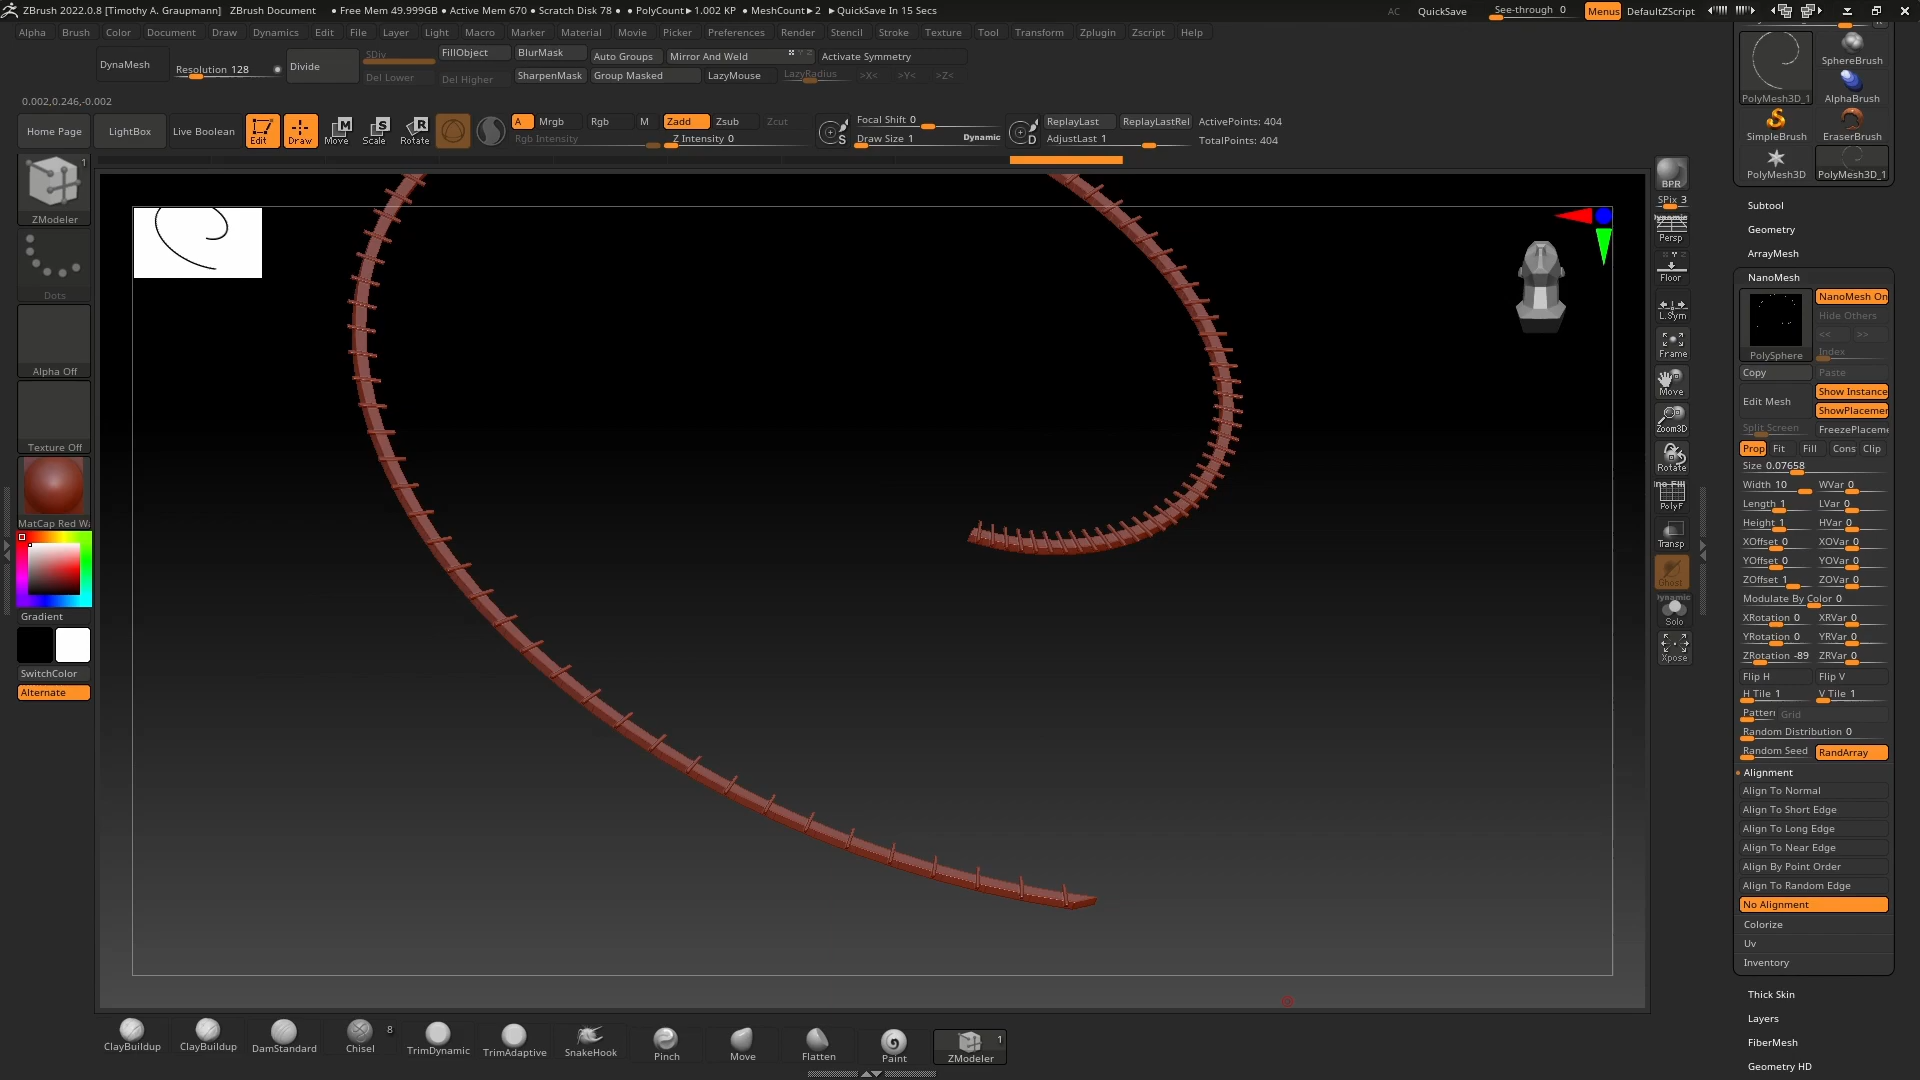 ZBrush 2022.0.8 [Timothy A. Graupmann] ZBrush Document • Free Mem 49.999GB • Active Mem 670 • Scratch Disk 78 • • PolyCount▸1.002 KP • MeshCount▸2 ▸QuickSave In 15 Secs AC QuickSave See-through 0 Menus DefaultZScript
Alpha Brush Color Document Draw Dynamics Edit File Layer Light Macro Marker Material Movie Picker Preferences Render Stencil Stroke Texture Tool Transform Zplugin Zscript Help
DynaMesh Resolution 128 Divide SDiv FillObject BlurMask Auto Groups Mirror And Weld Activate Symmetry
Del Lower Del Higher SharpenMask Group Masked LazyMouse LazyRadius >X< >Y< >Z<
0.002,0.246,-0.002
Home Page LightBox Live Boolean Edit Draw Move Scale Rotate A Mrgb Rgb M Zadd Zsub Zcut Focal Shift 0 ReplayLast ReplayLastRel ActivePoints: 404
Rgb Intensity Z Intensity 0 S Draw Size 1 Dynamic D AdjustLast 1 TotalPoints: 404
1
ZModeler
Dots
Alpha Off
Texture Off
MatCap Red Wa
Gradient
SwitchColor
Alternate
BPR
SPix 3
Dynamic
Persp
Floor
L.Sym
Frame
Move
Zoom3D
Rotate
PolyF
Transp
Ghost
Dynamic
Solo
Xpose
PolyMesh3D_1 SphereBrush
AlphaBrush
SimpleBrush EraserBrush
PolyMesh3D PolyMesh3D_1
Subtool
Geometry
ArrayMesh
NanoMesh
NanoMesh On
Hide Others
<< >>
Index
PolySphere
Copy Paste
Edit Mesh Show Instance
ShowPlacemen
Split Screen FreezePlaceme
Prop Fit Fill Cons Clip
Size 0.07658
Width 10 WVar 0
Length 1 LVar 0
Height 1 HVar 0
XOffset 0 XOVar 0
YOffset 0 YOVar 0
ZOffset 1 ZOVar 0
Modulate By Color 0
XRotation 0 XRVar 0
YRotation 0 YRVar 0
ZRotation -89 ZRVar 0
Flip H Flip V
H Tile 1 V Tile 1
Pattern Grid
Random Distribution 0
Random Seed RandArray
Alignment
Align To Normal
Align To Short Edge
Align To Long Edge
Align To Near Edge
Align By Point Order
Align To Random Edge
No Alignment
Colorize
Uv
Inventory
Thick Skin
Layers
FiberMesh
Geometry HD
ClayBuildup ClayBuildup DamStandard Chisel 8 TrimDynamic TrimAdaptive SnakeHook Pinch Move Flatten Paint ZModeler 1